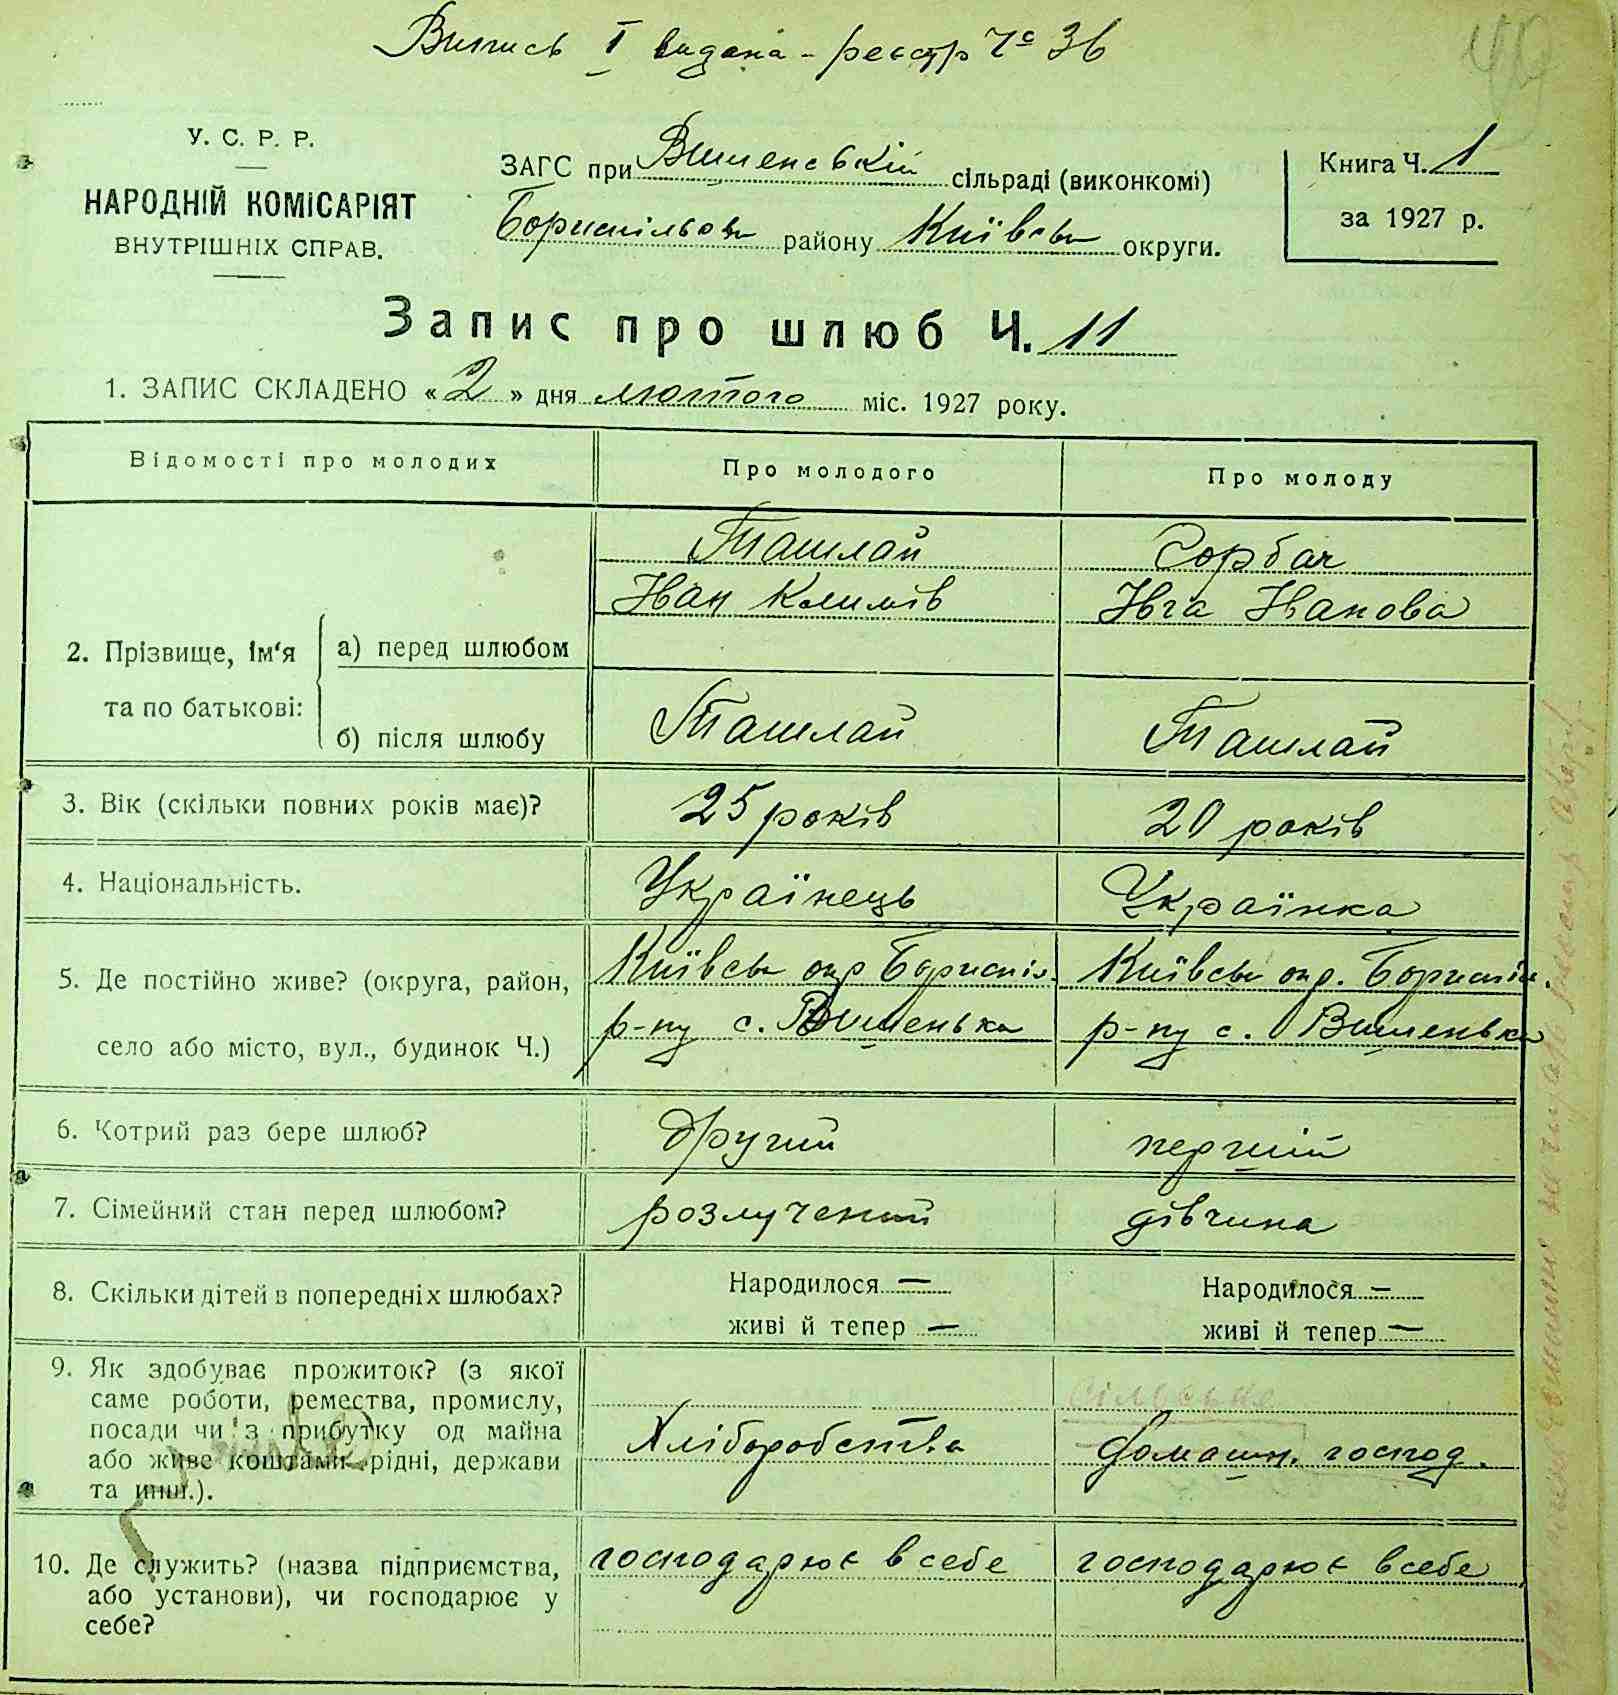 Випись І видана - реєстр Ч 36
У. С. Р. Р.
НАРОДНІЙ КОМІСАРІЯТ
ВНУТРІШНІХ СПРАВ.
ЗАГС при Вишенській сільраді (виконкомі)
Бориспільськ району Київськ округи.
Книга Ч. 1
за 1927 р.
Запис про шлюб Ч. 11
1. ЗАПИС СКЛАДЕНО «2» дня лютого міс. 1927 року.
Відомості про молодих Про молодого Про молоду
2. Прізвище, ім'я та по батькові:
а) перед шлюбом
Ташлай
Іван Климів
Горбач
Івга Іванова
б) після шлюбу Ташлай Ташлай
3. Вік (скільки повних років має)? 25 років 20 років
4. Національність. Українець Українка
5. Де постійно живе? (округа, район,
село або місто, вул., будинок Ч.)
Київськ окр Бориспіл.
р-ну с. Вишенька
Київськ окр. Бориспіл.
р-ну с. Вишенька
6. Котрий раз бере шлюб? другий перший
7. Сімейний стан перед шлюбом? розлучений дівчина
8. Скільки дітей в попередніх шлюбах?
Народилося —
живі й тепер —
Народилося —
живі й тепер —
9. Як здобуває прожиток? (з якої
саме роботи, ремества, промислу,
посади чи з прибутку од майна
або живе коштами рідні, держави
та инш.).
Хліборобства
сільське
домашн. господ.
10. Де служить? (назва підприємства,
або установи), чи господарює у
себе?
господарює в себе
господарює в себе